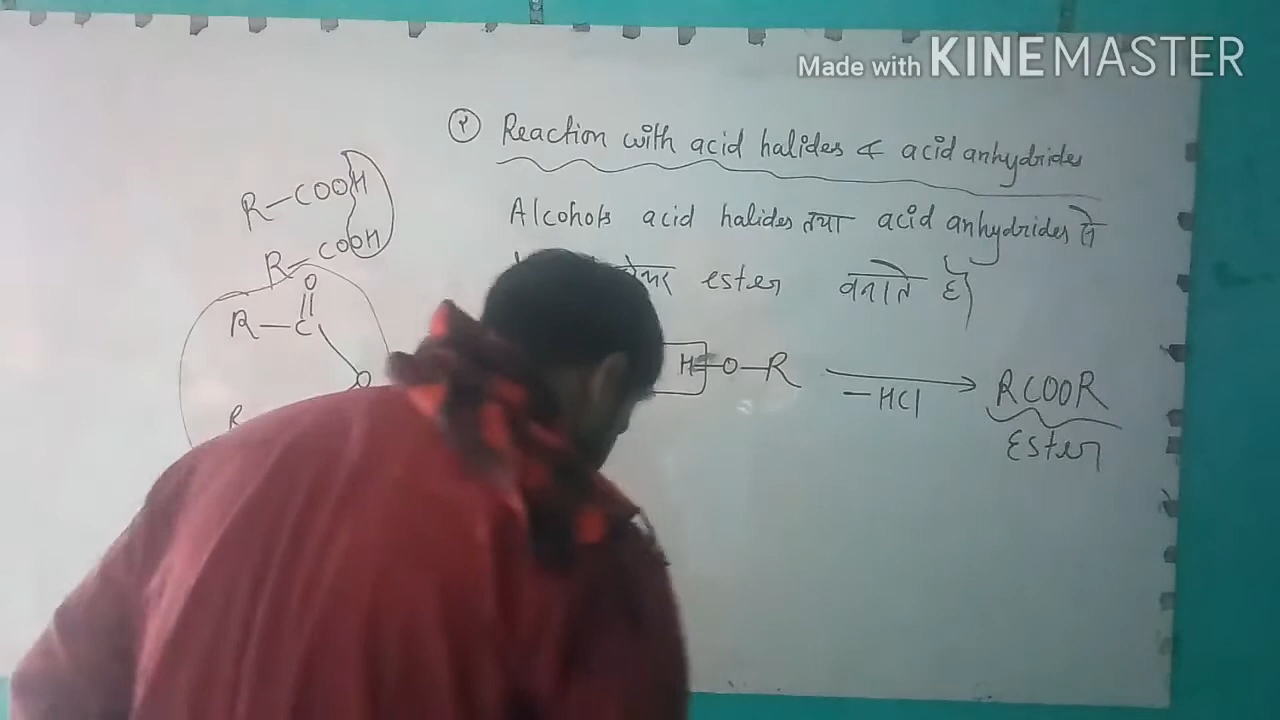 Made with KINEMASTER
② Reaction with acid halides & acid anhydrides
Alcohols acid halides तथा acid anhydrides से
ester बनाते है।
R—COOH
R—COOH
O
R—C
O
R
H—O—R
—HCl
RCOOR
Ester